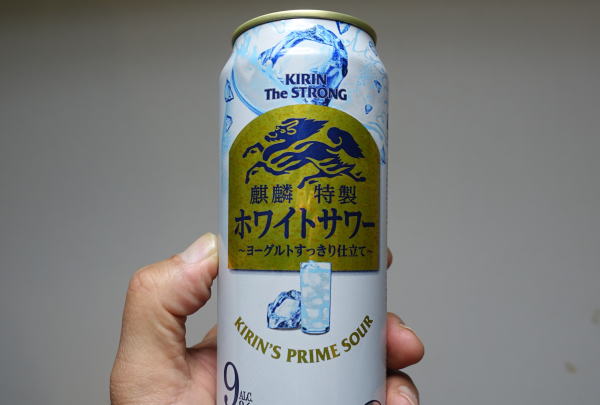 KIRIN
The STRONG
麒麟 特製
ホワイトサワー
～ヨーグルトすっきり仕立て～
KIRIN'S PRIME SOUR
9 ALC.